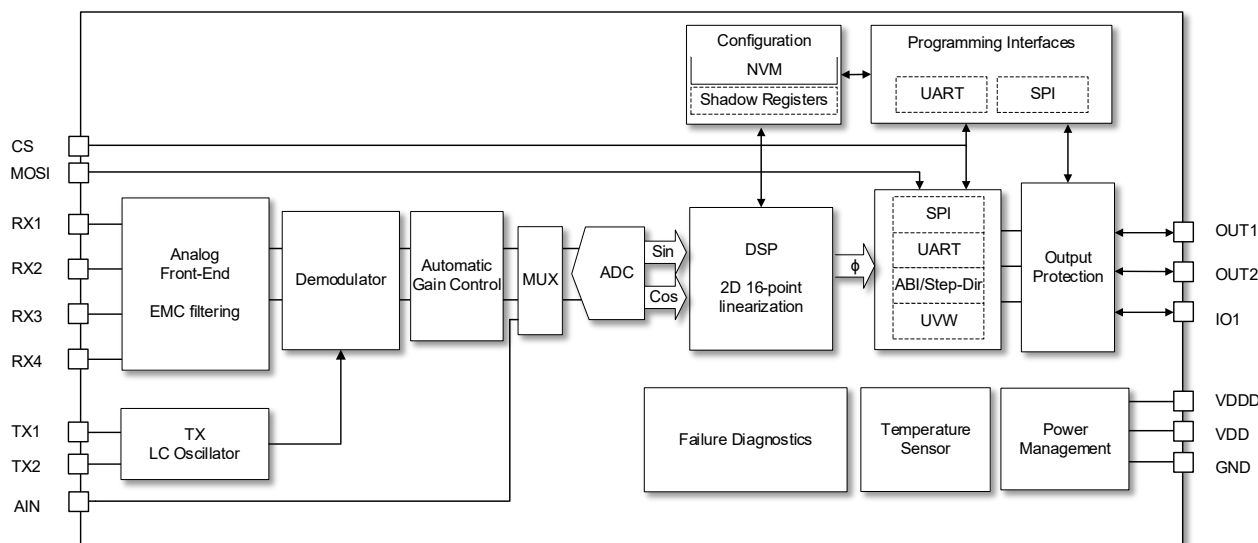 Configuration
NVM
Shadow Registers
Programming Interfaces
UART
SPI
CS
MOSI
RX1
RX2
RX3
RX4
TX1
TX2
AIN
Analog
Front-End
EMC filtering
Demodulator
Automatic
Gain Control
MUX
ADC
Sin
Cos
DSP
2D 16-point
linearization
ϕ
SPI
UART
ABI/Step-Dir
UVW
Output
Protection
OUT1
OUT2
IO1
TX
LC Oscillator
Failure Diagnostics
Temperature
Sensor
Power
Management
VDDD
VDD
GND